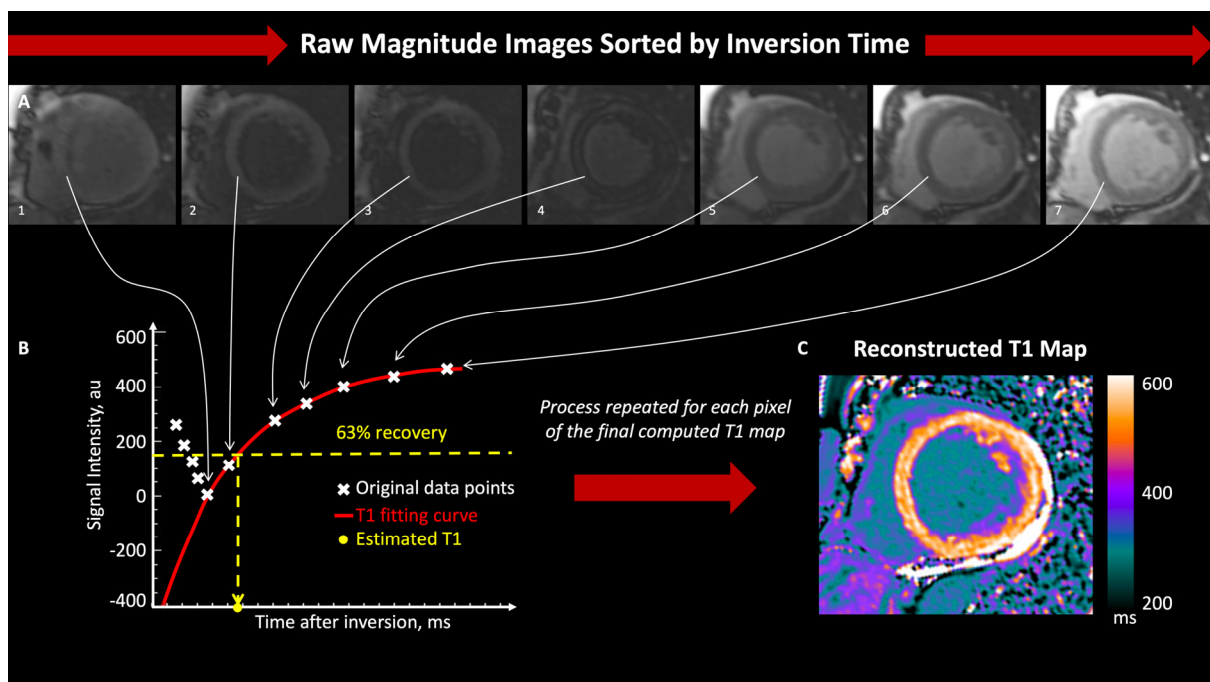 Raw Magnitude Images Sorted by Inversion Time
A
1
2
3
4
5
6
7
B
600
400
200
0
-200
-400
Signal Intensity, au
63% recovery
Original data points
T1 fitting curve
Estimated T1
Time after inversion, ms
Process repeated for each pixel
of the final computed T1 map
C
Reconstructed T1 Map
600
400
200
ms